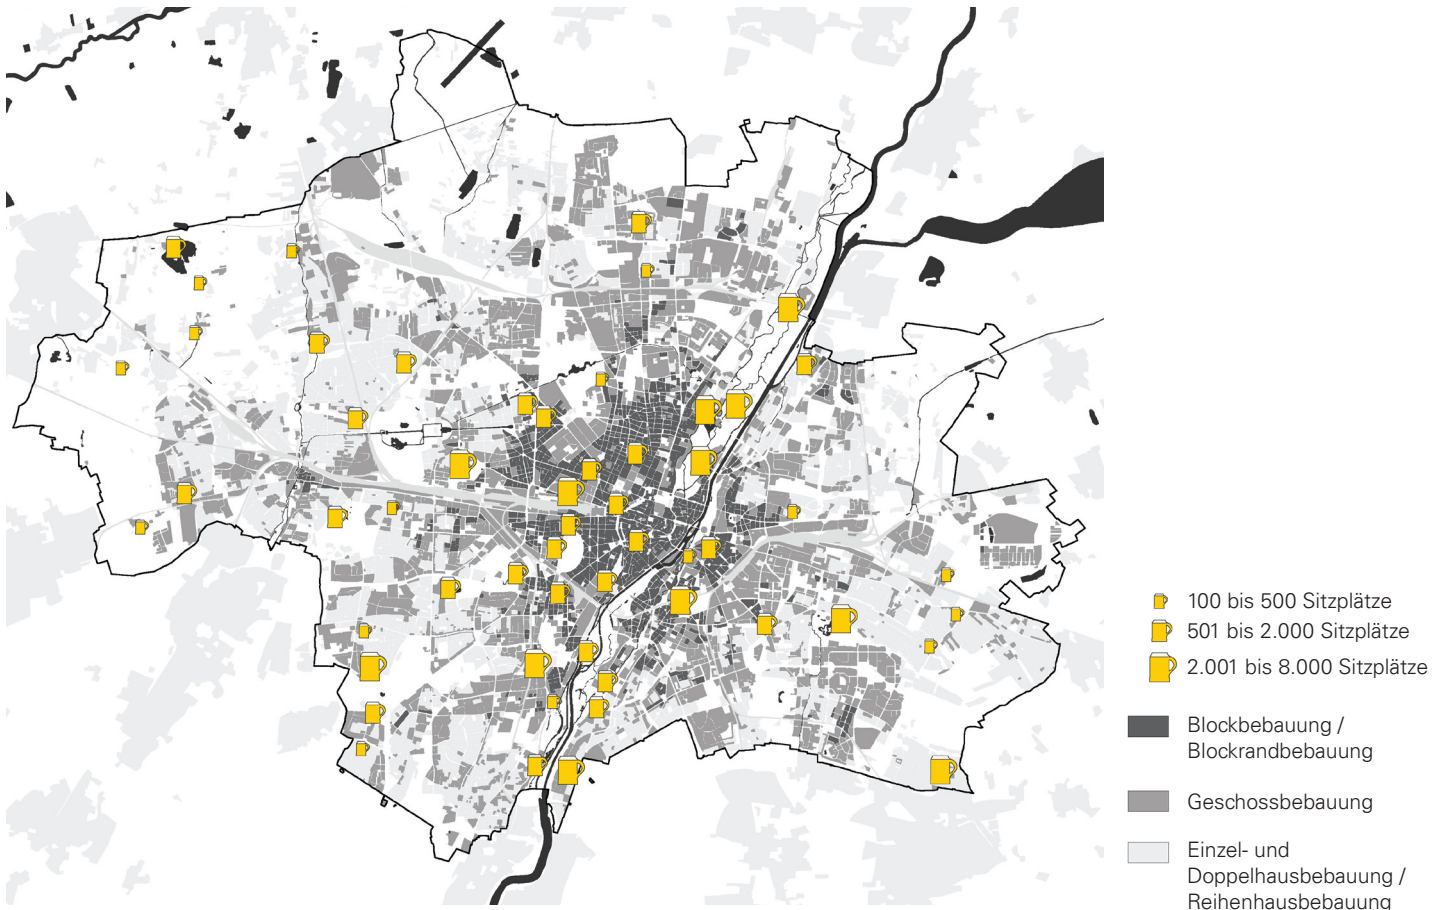 100 bis 500 Sitzplätze
501 bis 2.000 Sitzplätze
2.001 bis 8.000 Sitzplätze
Blockbebauung /
Blockrandbebauung
Geschossbebauung
Einzel- und
Doppelhausbebauung /
Reihenhausbebauung